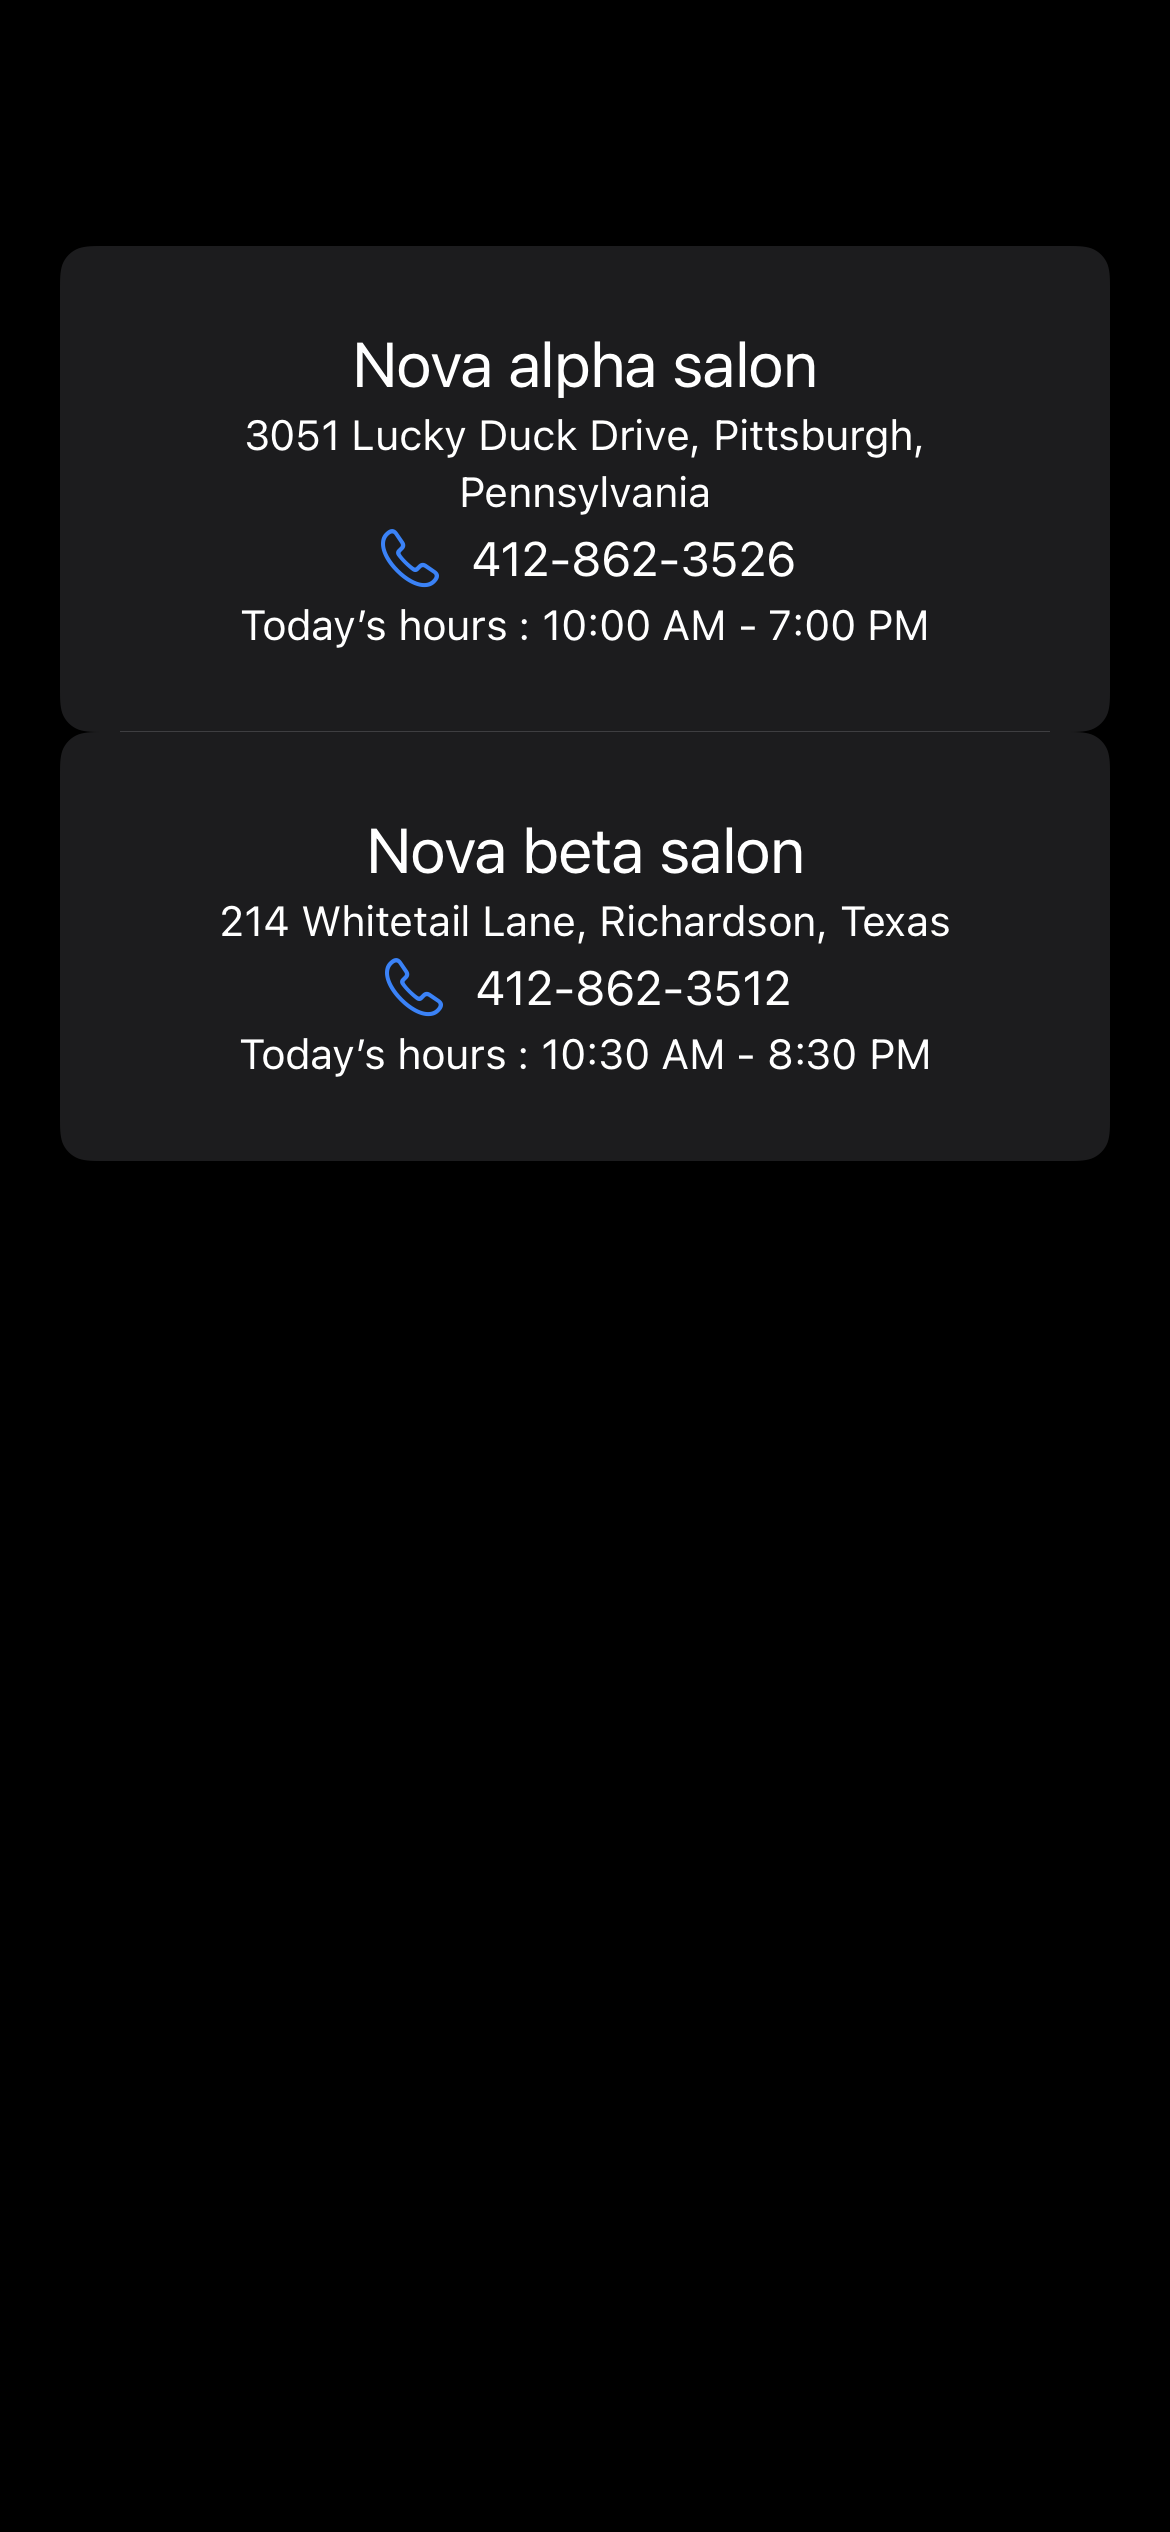 Nova alpha salon
3051 Lucky Duck Drive, Pittsburgh,
Pennsylvania
412-862-3526
Today’s hours : 10:00 AM - 7:00 PM
Nova beta salon
214 Whitetail Lane, Richardson, Texas
412-862-3512
Today’s hours : 10:30 AM - 8:30 PM